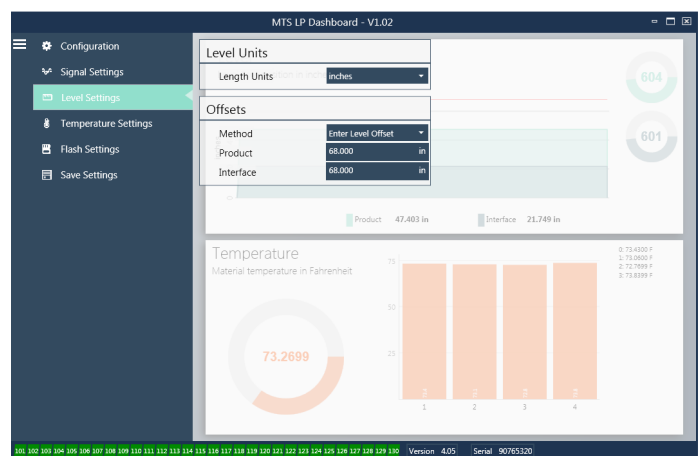 MTS LP Dashboard - V1.02
Configuration
Signal Settings
Level Settings
Temperature Settings
Flash Settings
Save Settings
Level Units
Length Units inches
Offsets
Method Enter Level Offset
Product 68.000 in
Interface 68.000 in
604
601
Product 47.403 in Interface 21.749 in
Temperature
Material temperature in Fahrenheit
73.2699
75
50
25
1 2 3 4
0: 73.4300 F
1: 73.0600 F
2: 72.7699 F
3: 73.8399 F
101 102 103 104 105 106 107 108 109 110 111 112 113 114 115 116 117 118 119 120 121 122 123 124 125 126 127 128 129 130 Version 4.05 Serial 90765320